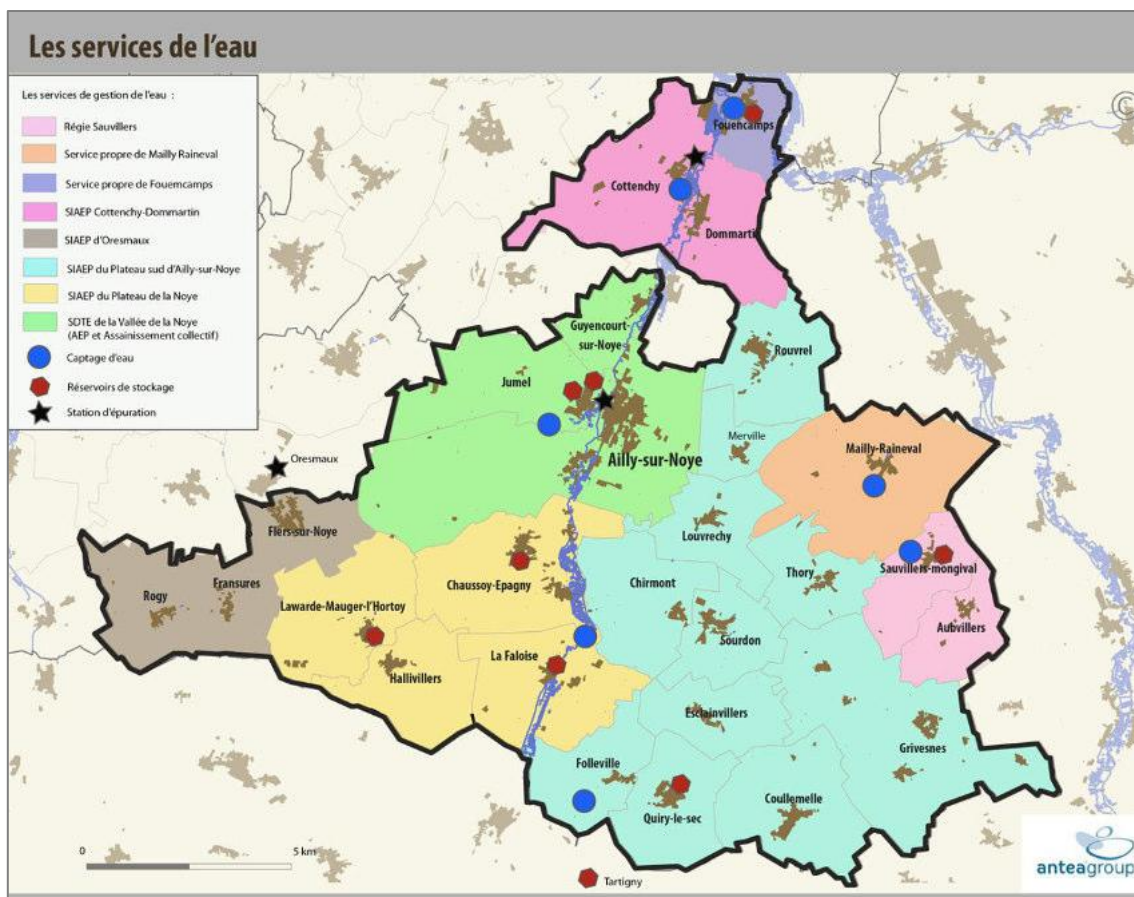 Les services de l'eau
Les services de gestion de l'eau :
Régie Sauvillers
Service propre de Mailly Raineval
Service propre de Fouemcamps
SIAEP Cottenchy-Dommartin
SIAEP d'Oresmaux
SIAEP du Plateau sud d'Ailly-sur-Noye
SIAEP du Plateau de la Noye
SDTE de la Vallée de la Noye
(AEP et Assainissement collectif)
Captage d'eau
Réservoirs de stockage
Station d'épuration
©
Fouencamps
Cottenchy
Dommartin
Guyencourt-
sur-Noye
Jumel
Rouvrel
Merville
Ailly-sur-Noye
Mailly-Raineval
Oresmaux
Flers-sur-Noye
Louvrechy
Sauvillers-mongival
Chaussoy-Epagny
Chirmont
Thory
Fransures
Rogy
Lawarde-Mauger-l'Hortoy
Aubvillers
Sourdon
La Faloise
Hallivillers
Esclainvillers
Grivesnes
Folleville
Quiry-le-sec
Coullemelle
0
5 km
Tartigny
anteagroup